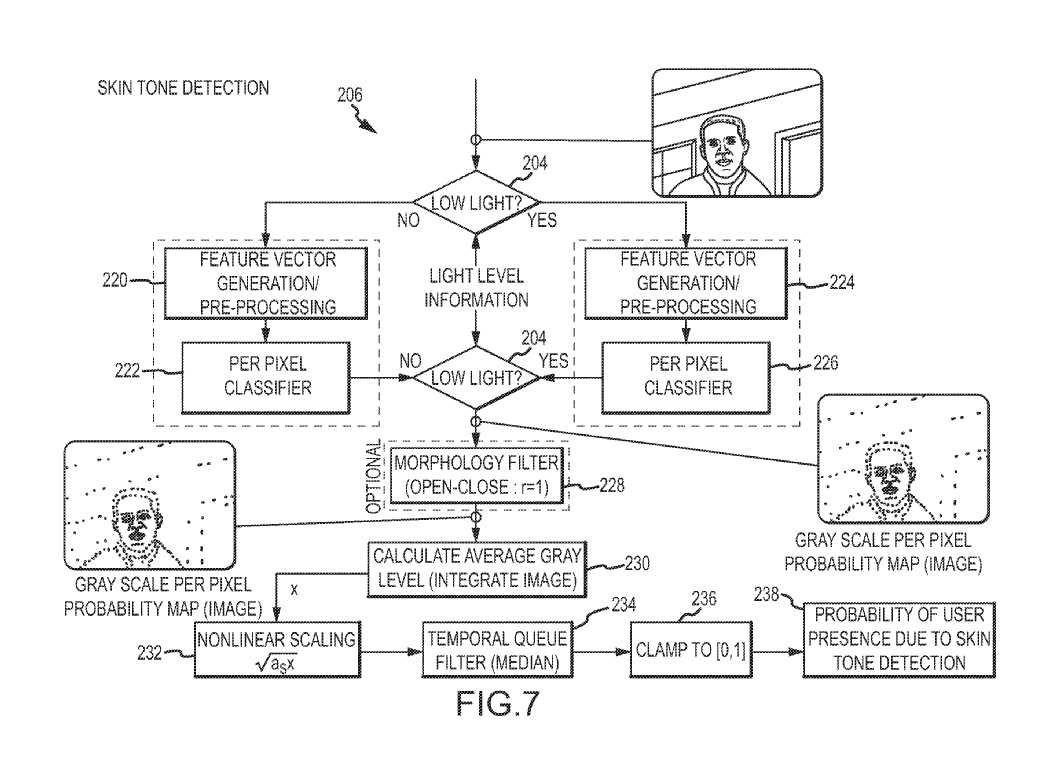 SKIN TONE DETECTION
206
204
LOW LIGHT?
NO
YES
220
FEATURE VECTOR
GENERATION/
PRE-PROCESSING
LIGHT LEVEL
INFORMATION
FEATURE VECTOR
GENERATION/
PRE-PROCESSING
224
222
PER PIXEL
CLASSIFIER
NO
204
LOW LIGHT?
YES
PER PIXEL
CLASSIFIER
226
OPTIONAL
MORPHOLOGY FILTER
(OPEN-CLOSE : r=1)
228
GRAY SCALE PER PIXEL
PROBABILITY MAP (IMAGE)
CALCULATE AVERAGE GRAY
LEVEL (INTEGRATE IMAGE)
230
GRAY SCALE PER PIXEL
PROBABILITY MAP (IMAGE)
x
232
NONLINEAR SCALING
√aₛx
234
TEMPORAL QUEUE
FILTER (MEDIAN)
236
CLAMP TO [0,1]
238
PROBABILITY OF USER
PRESENCE DUE TO SKIN
TONE DETECTION
FIG.7